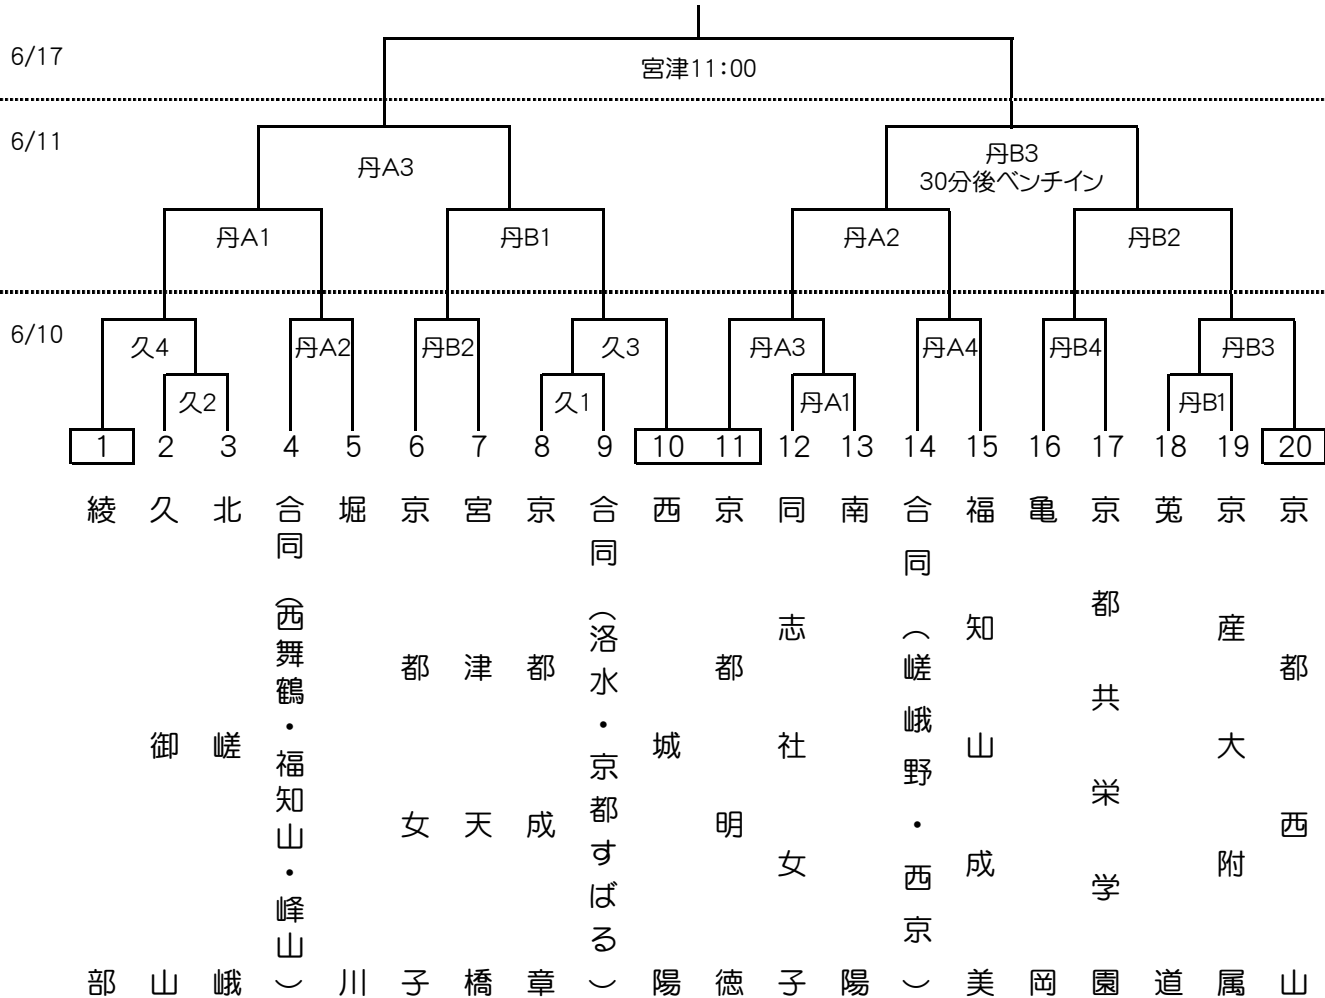 6/17
宮津11:00
6/11
丹A3
丹B3
30分後ベンチイン
丹A1
丹B1
丹A2
丹B2
6/10
久4
丹A2
丹B2
久3
丹A3
丹A4
丹B4
丹B3
久2
久1
丹A1
丹B1
1 2 3 4 5 6 7 8 9 10 11 12 13 14 15 16 17 18 19 20
綾部
久御山
北嵯峨
合同（西舞鶴・福知山・峰山）
堀川
京都女子
宮津天橋
京都成章
合同（洛水・京都すばる）
西城陽
京都明徳
同志社女子
南陽
合同（嵯峨野・西京）
福知山成美
亀岡
京都共栄学園
莵道
京産大附属
京都西山